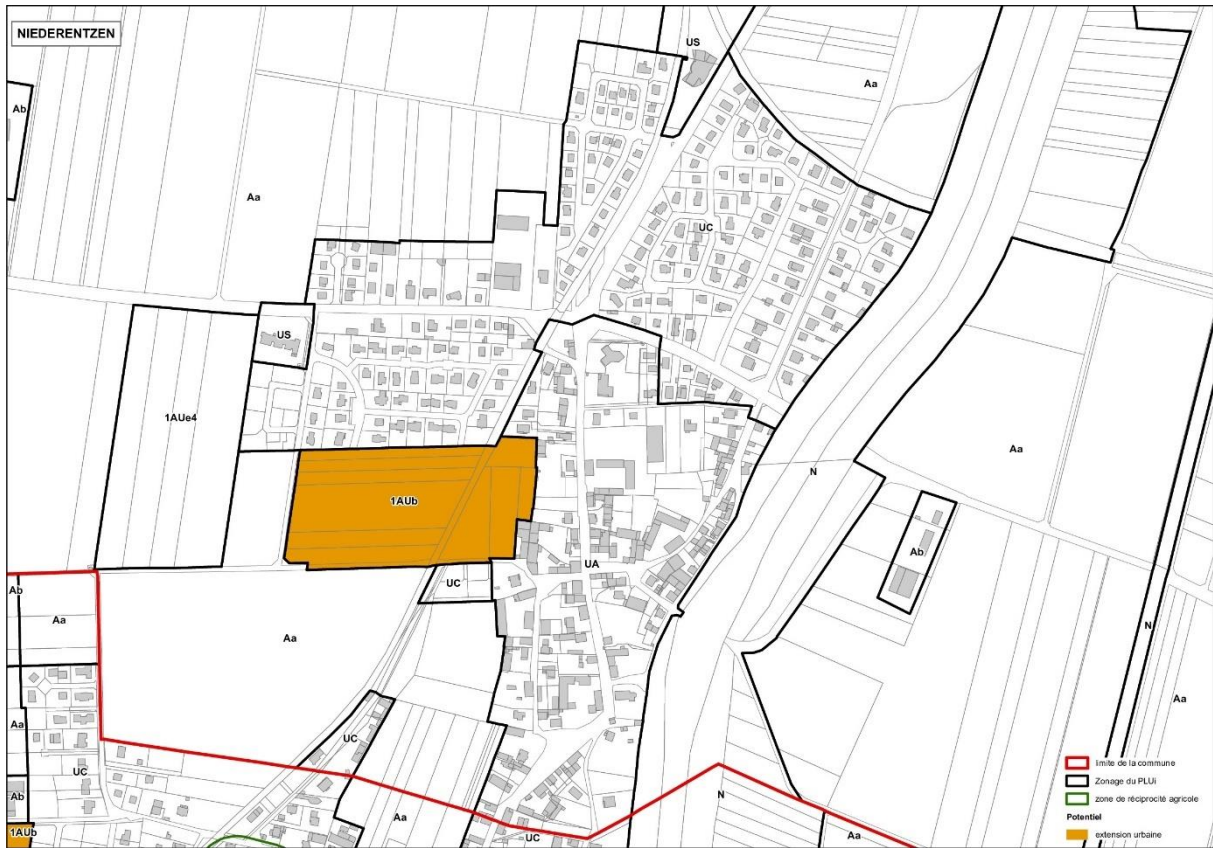 NIEDERENTZEN
US
Aa
Ab
Aa
UC
US
1AUe4
Aa
N
1AUb
Ab
UA
UC
Ab
Aa
Aa
N
Aa
Aa
UC
UC
N
Ab
Aa
1AUb
UC
Aa
limite de la commune
Zonage du PLUi
zone de réciprocité agricole
Potentiel
extension urbaine